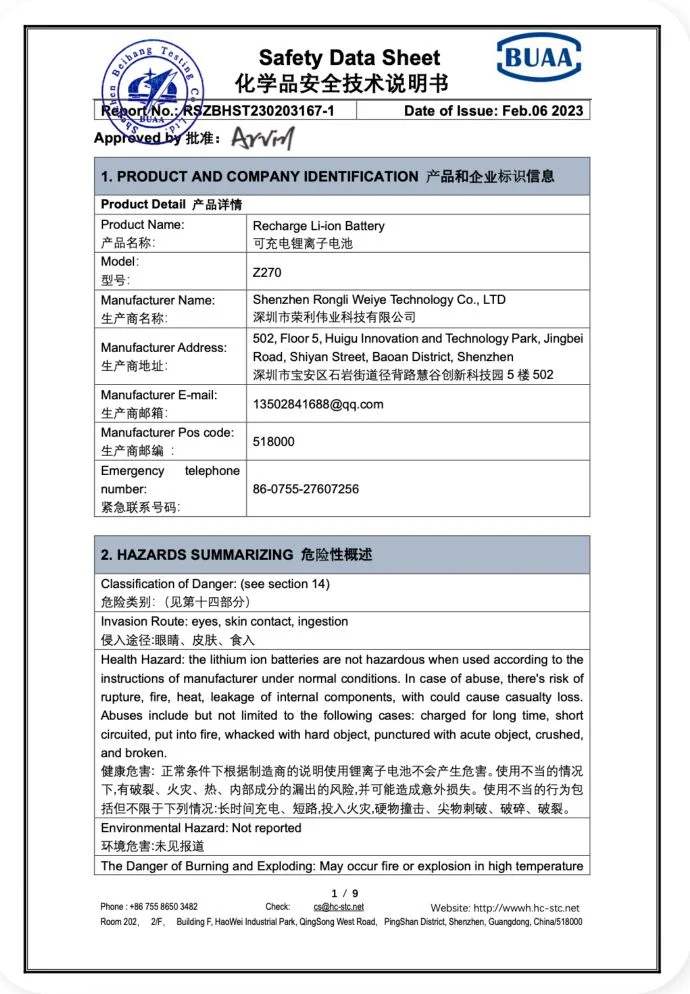 Safety Data Sheet
化学品安全技术说明书
BUAA
Shenzhen Beihang Testing Co., Ltd.
BUAA
Report No.: RSZBHST230203167-1 Date of Issue: Feb.06 2023
Approved by 批准：
1. PRODUCT AND COMPANY IDENTIFICATION 产品和企业标识信息
Product Detail 产品详情
Product Name:
产品名称:
Recharge Li-ion Battery
可充电锂离子电池
Model:
型号:
Z270
Manufacturer Name:
生产商名称:
Shenzhen Rongli Weiye Technology Co., LTD
深圳市荣利伟业科技有限公司
Manufacturer Address:
生产商地址:
502, Floor 5, Huigu Innovation and Technology Park, Jingbei
Road, Shiyan Street, Baoan District, Shenzhen
深圳市宝安区石岩街道径背路慧谷创新科技园 5 楼 502
Manufacturer E-mail:
生产商邮箱:
13502841688@qq.com
Manufacturer Pos code:
生产商邮编 :
518000
Emergency telephone
number:
紧急联系号码:
86-0755-27607256
2. HAZARDS SUMMARIZING 危险性概述
Classification of Danger: (see section 14)
危险类别:（见第十四部分）
Invasion Route: eyes, skin contact, ingestion
侵入途径:眼睛、皮肤、食入
Health Hazard: the lithium ion batteries are not hazardous when used according to the
instructions of manufacturer under normal conditions. In case of abuse, there's risk of
rupture, fire, heat, leakage of internal components, with could cause casualty loss.
Abuses include but not limited to the following cases: charged for long time, short
circuited, put into fire, whacked with hard object, punctured with acute object, crushed,
and broken.
健康危害: 正常条件下根据制造商的说明使用锂离子电池不会产生危害。使用不当的情况
下,有破裂、火灾、热、内部成分的漏出的风险,并可能造成意外损失。使用不当的行为包
括但不限于下列情况:长时间充电、短路,投入火灾,硬物撞击、尖物刺破、破碎、破裂。
Environmental Hazard: Not reported
环境危害:未见报道
The Danger of Burning and Exploding: May occur fire or explosion in high temperature
1 / 9
Phone : +86 755 8650 3482 Check: cs@hc-stc.net Website: http://wwwh.hc-stc.net
Room 202, 2/F, Building F, HaoWei Industrial Park, QingSong West Road, PingShan District, Shenzhen, Guangdong, China/518000